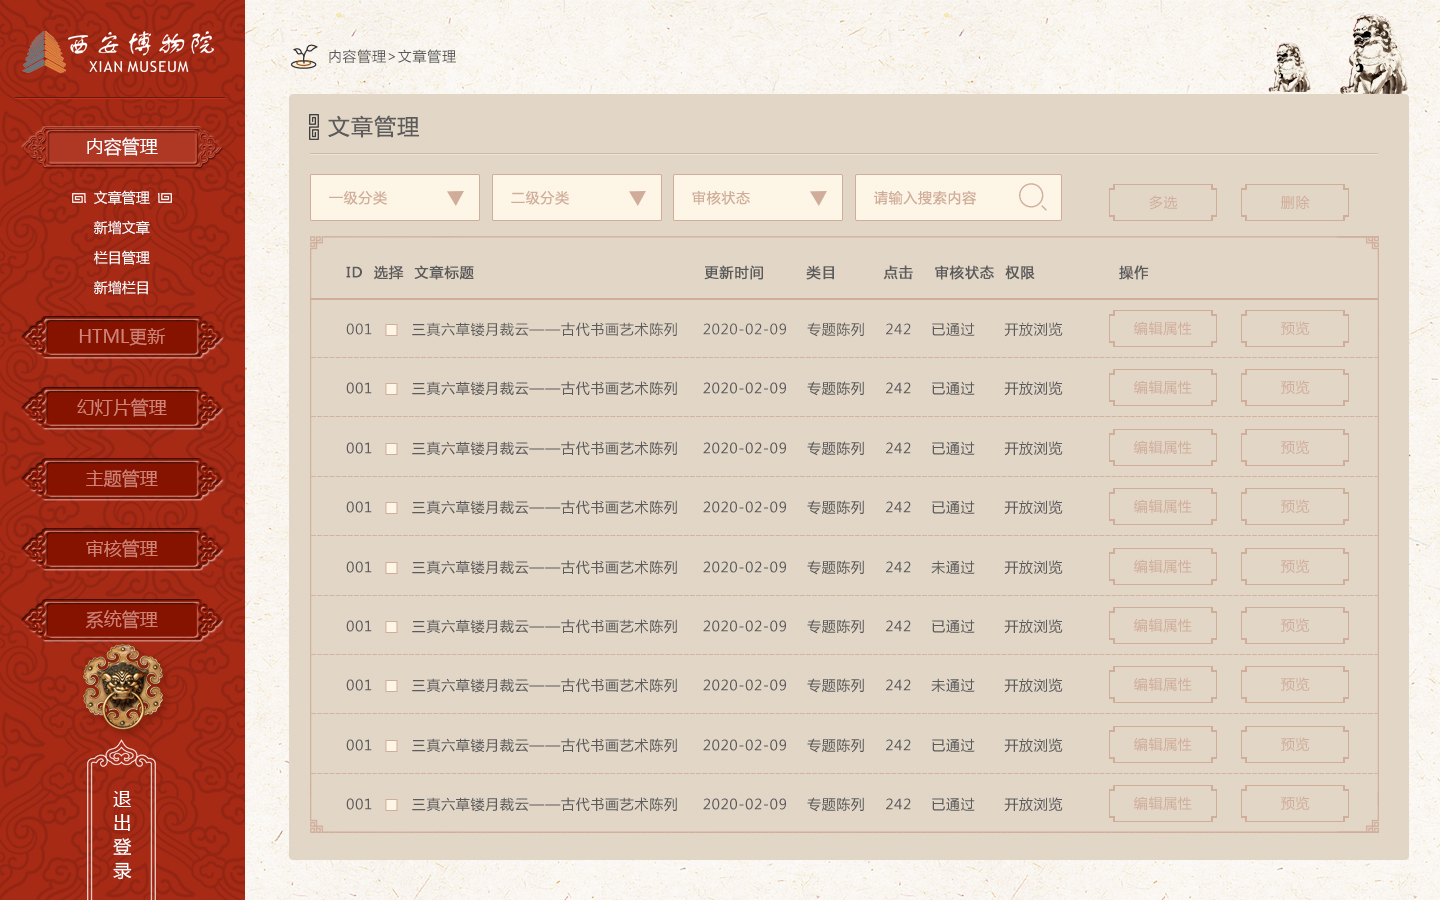 西安博物院
XIAN MUSEUM
内容管理
文章管理
新增文章
栏目管理
新增栏目
HTML更新
幻灯片管理
主题管理
审核管理
系统管理
退出登录
内容管理>文章管理
文章管理
一级分类 二级分类 审核状态 请输入搜索内容 多选 删除
ID 选择 文章标题 更新时间 类目 点击 审核状态 权限 操作
001 三真六草镂月裁云——古代书画艺术陈列 2020-02-09 专题陈列 242 已通过 开放浏览 编辑属性 预览
001 三真六草镂月裁云——古代书画艺术陈列 2020-02-09 专题陈列 242 已通过 开放浏览 编辑属性 预览
001 三真六草镂月裁云——古代书画艺术陈列 2020-02-09 专题陈列 242 已通过 开放浏览 编辑属性 预览
001 三真六草镂月裁云——古代书画艺术陈列 2020-02-09 专题陈列 242 已通过 开放浏览 编辑属性 预览
001 三真六草镂月裁云——古代书画艺术陈列 2020-02-09 专题陈列 242 未通过 开放浏览 编辑属性 预览
001 三真六草镂月裁云——古代书画艺术陈列 2020-02-09 专题陈列 242 已通过 开放浏览 编辑属性 预览
001 三真六草镂月裁云——古代书画艺术陈列 2020-02-09 专题陈列 242 未通过 开放浏览 编辑属性 预览
001 三真六草镂月裁云——古代书画艺术陈列 2020-02-09 专题陈列 242 已通过 开放浏览 编辑属性 预览
001 三真六草镂月裁云——古代书画艺术陈列 2020-02-09 专题陈列 242 已通过 开放浏览 编辑属性 预览